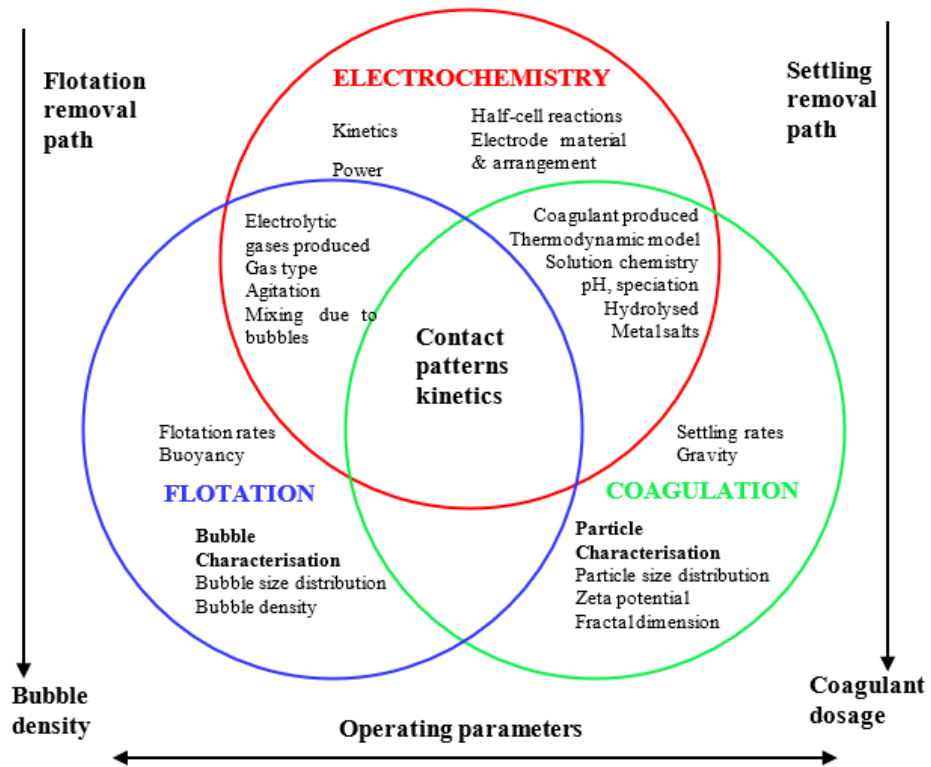 Flotation
removal
path
ELECTROCHEMISTRY
Settling
removal
path
Kinetics
Power
Half-cell reactions
Electrode material
& arrangement
Electrolytic
gases produced
Gas type
Agitation
Mixing due to
bubbles
Coagulant produced
Thermodynamic model
Solution chemistry
pH, speciation
Hydrolysed
Metal salts
Contact
patterns
kinetics
Flotation rates
Buoyancy
FLOTATION
Bubble
Characterisation
Bubble size distribution
Bubble density
Settling rates
Gravity
COAGULATION
Particle
Characterisation
Particle size distribution
Zeta potential
Fractal dimension
Bubble
density
Operating parameters
Coagulant
dosage